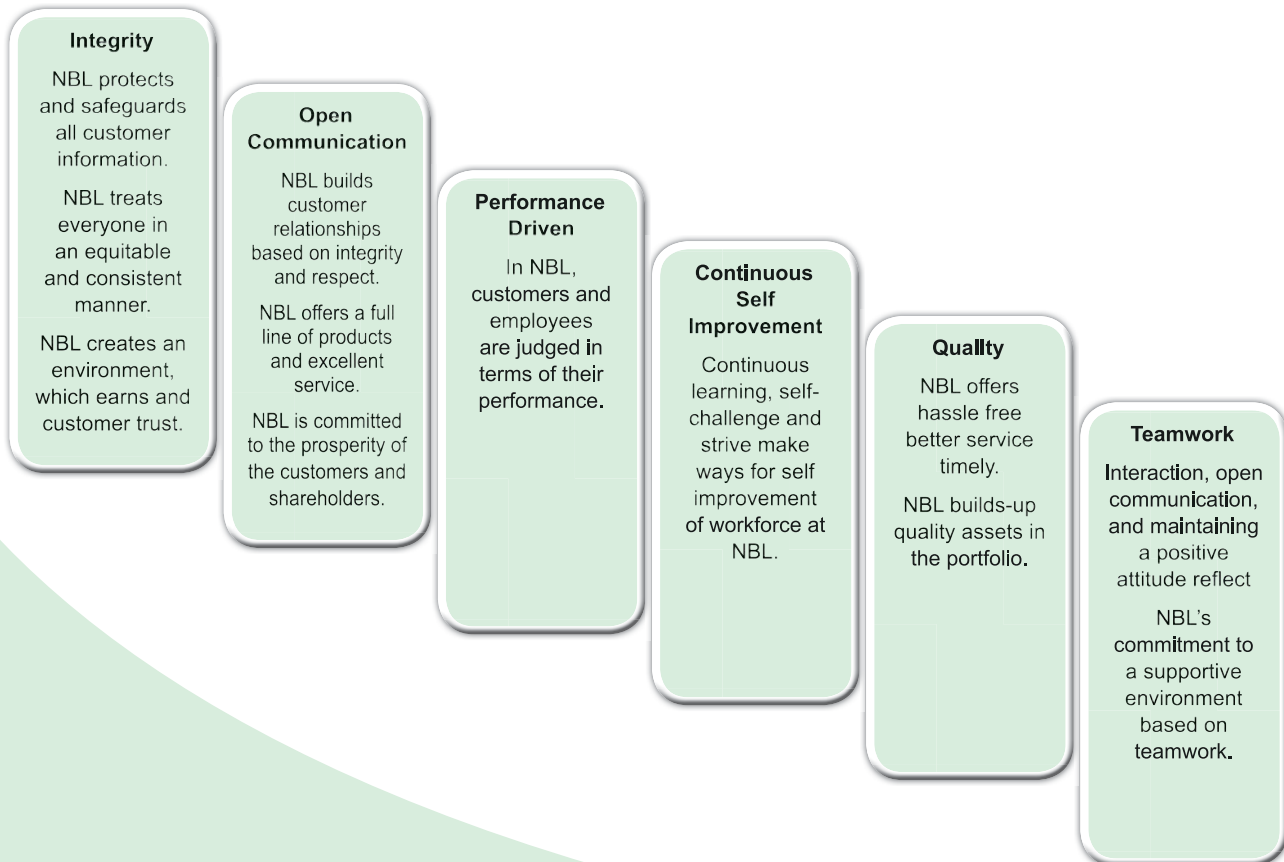 Integrity
NBL protects
and safeguards
all customer
information.
NBL treats
everyone in
an equitable
and consistent
manner.
NBL creates an
environment,
which earns and
customer trust.
Open
Communication
NBL builds
customer
relationships
based on integrity
and respect.
NBL offers a full
line of products
and excellent
service.
NBL is committed
to the prosperity of
the customers and
shareholders.
Performance
Driven
In NBL,
customers and
employees
are judged in
terms of their
performance.
Continuous
Self
Improvement
Continuous
learning, self-
challenge and
strive make
ways for self
improvement
of workforce at
NBL.
Quality
NBL offers
hassle free
better service
timely.
NBL builds-up
quality assets in
the portfolio.
Teamwork
Interaction, open
communication,
and maintaining
a positive
attitude reflect
NBL’s
commitment to
a supportive
environment
based on
teamwork.